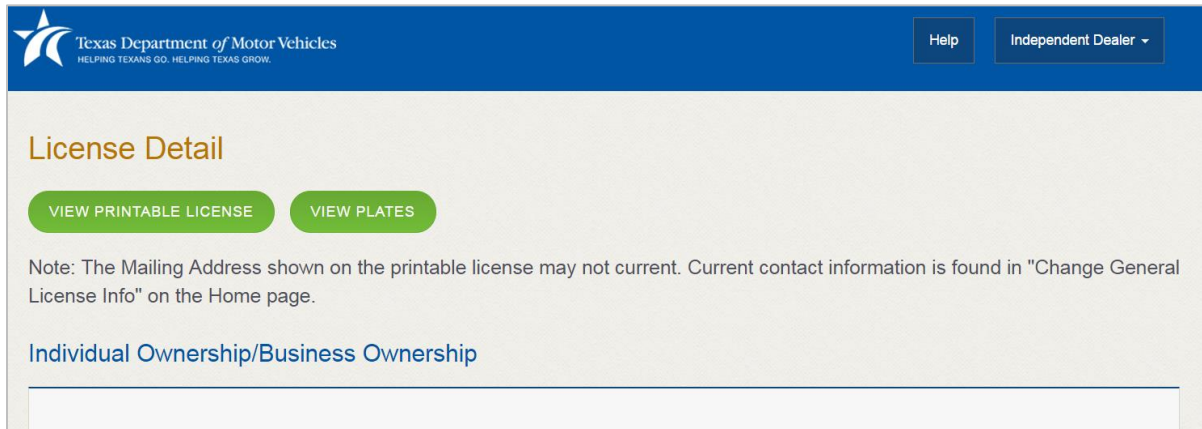 Texas Department of Motor Vehicles
HELPING TEXANS GO. HELPING TEXAS GROW.
Help
Independent Dealer
License Detail
VIEW PRINTABLE LICENSE
VIEW PLATES
Note: The Mailing Address shown on the printable license may not current. Current contact information is found in "Change General
License Info" on the Home page.
Individual Ownership/Business Ownership